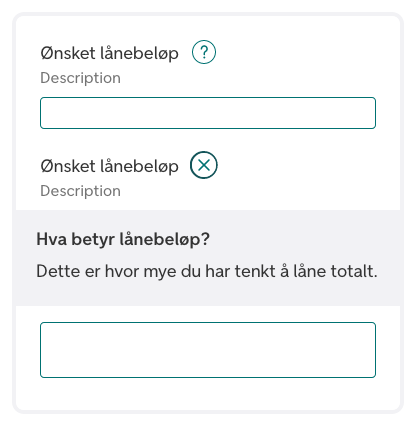 Ønsket lånebeløp ?
Description
Ønsket lånebeløp
Description
Hva betyr lånebeløp?
Dette er hvor mye du har tenkt å låne totalt.